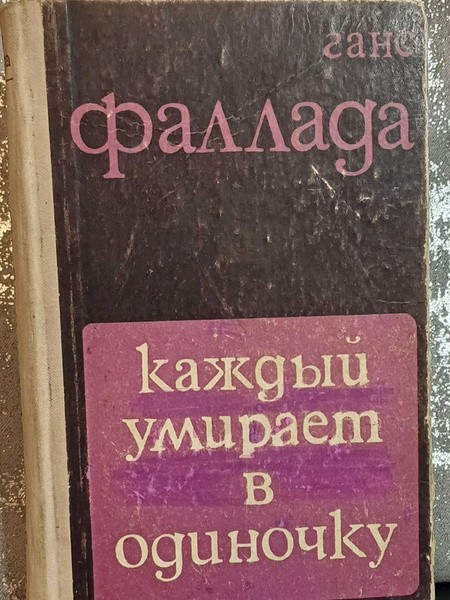 ганс
фаллада
каждый
умирает
в
одиночку